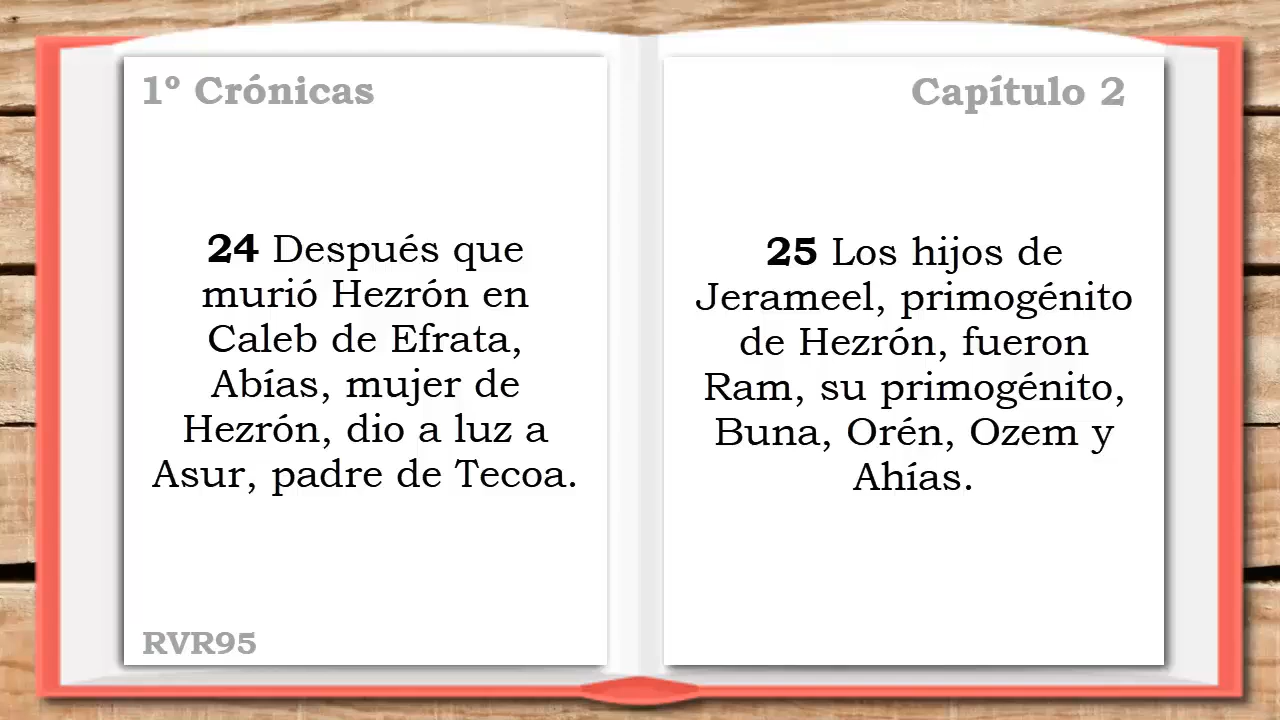 1º Crónicas
24 Después que
murió Hezrón en
Caleb de Efrata,
Abías, mujer de
Hezrón, dio a luz a
Asur, padre de Tecoa.
RVR95
Capítulo 2
25 Los hijos de
Jerameel, primogénito
de Hezrón, fueron
Ram, su primogénito,
Buna, Orén, Ozem y
Ahías.